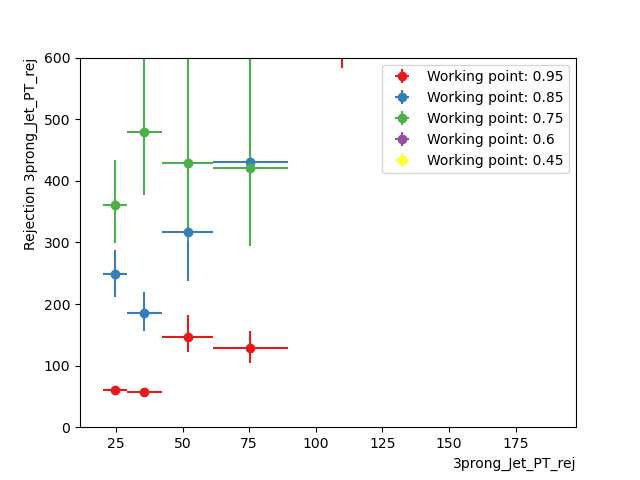 Rejection 3prong_Jet_PT_rej
600
500
400
300
200
100
0
25
50
75
100
125
150
175
3prong_Jet_PT_rej
Working point: 0.95
Working point: 0.85
Working point: 0.75
Working point: 0.6
Working point: 0.45